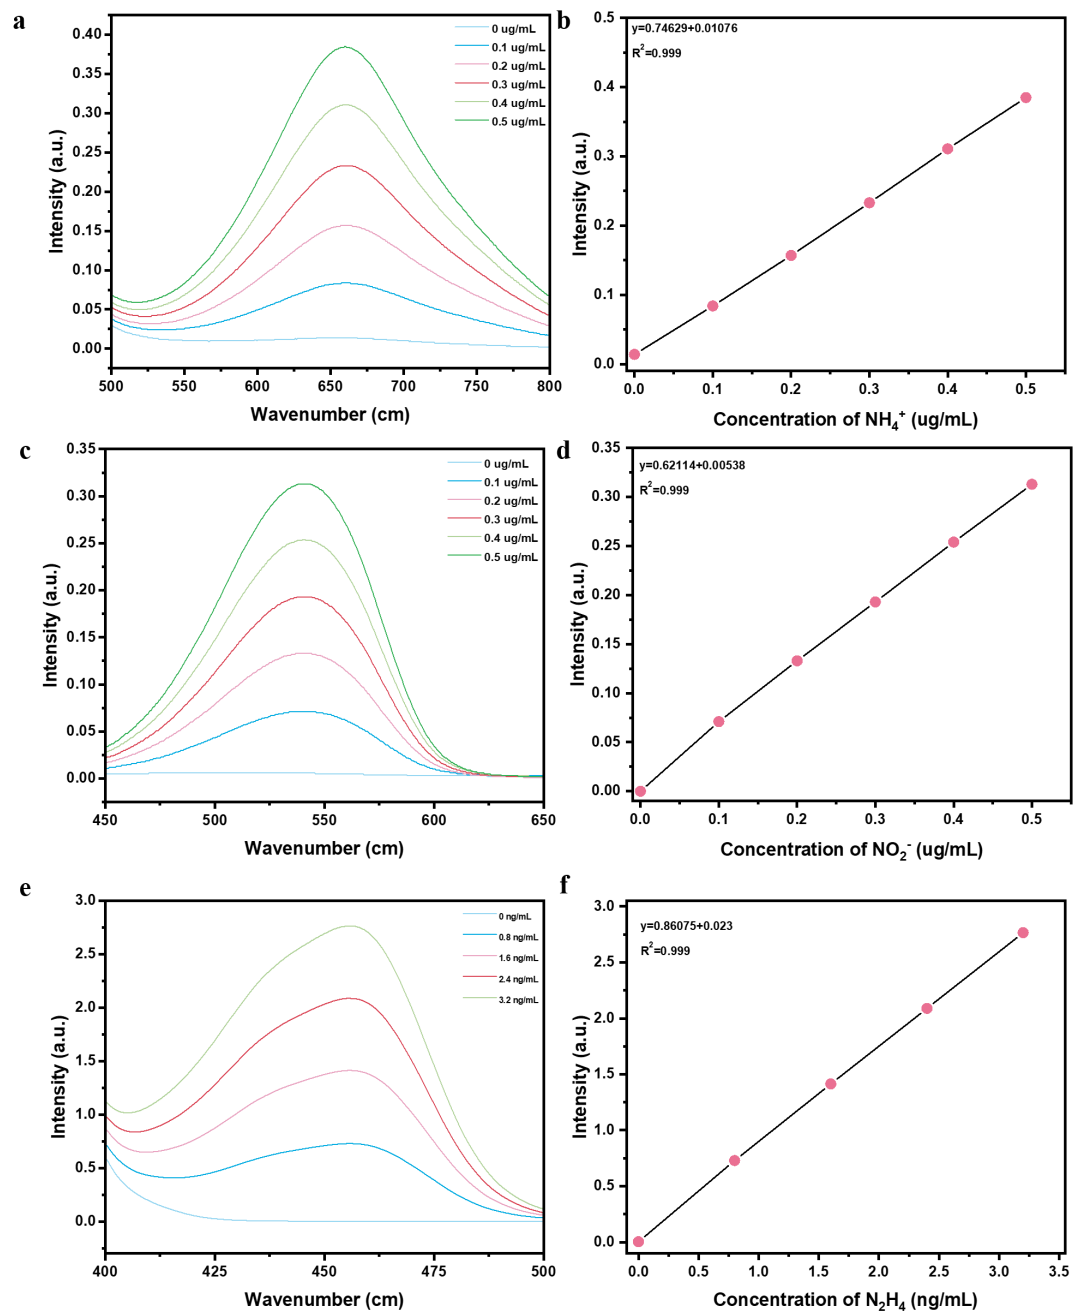 a
0.40
0.35
0.30
0.25
0.20
0.15
0.10
0.05
0.00
500 550 600 650 700 750 800
Intensity (a.u.)
Wavenumber (cm)
0 ug/mL
0.1 ug/mL
0.2 ug/mL
0.3 ug/mL
0.4 ug/mL
0.5 ug/mL
b
y=0.74629+0.01076
R²=0.999
0.5
0.4
0.3
0.2
0.1
0.0
0.0 0.1 0.2 0.3 0.4 0.5
Intensity (a.u.)
Concentration of NH₄⁺ (ug/mL)
c
0.35
0.30
0.25
0.20
0.15
0.10
0.05
0.00
450 500 550 600 650
Intensity (a.u.)
Wavenumber (cm)
0 ug/mL
0.1 ug/mL
0.2 ug/mL
0.3 ug/mL
0.4 ug/mL
0.5 ug/mL
d
y=0.62114+0.00538
R²=0.999
0.35
0.30
0.25
0.20
0.15
0.10
0.05
0.00
0.0 0.1 0.2 0.3 0.4 0.5
Intensity (a.u.)
Concentration of NO₂⁻ (ug/mL)
e
3.0
2.5
2.0
1.5
1.0
0.5
0.0
400 425 450 475 500
Intensity (a.u.)
Wavenumber (cm)
0 ng/mL
0.8 ng/mL
1.6 ng/mL
2.4 ng/mL
3.2 ng/mL
f
y=0.86075+0.023
R²=0.999
3.0
2.5
2.0
1.5
1.0
0.5
0.0
0.0 0.5 1.0 1.5 2.0 2.5 3.0 3.5
Intensity (a.u.)
Concentration of N₂H₄ (ng/mL)